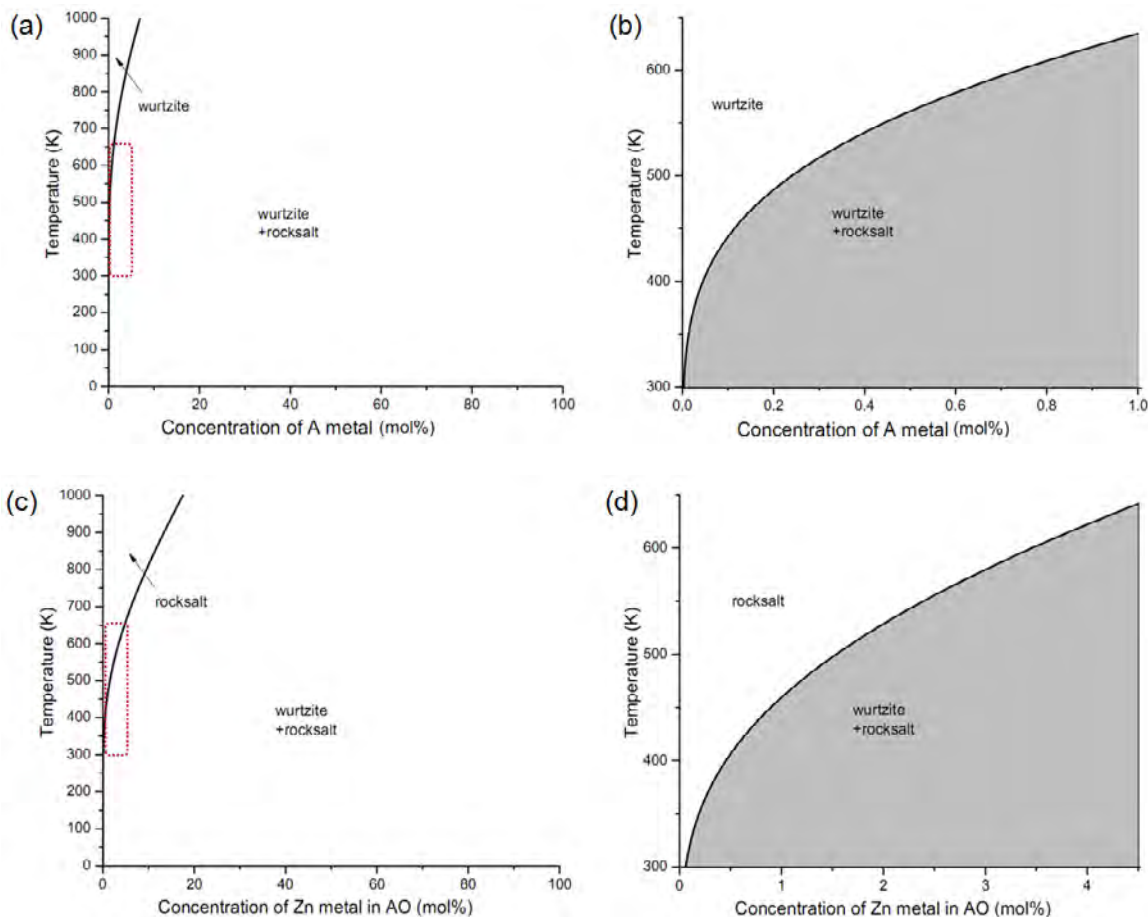 (a)
1000
900
800
700
600
500
400
300
200
100
0
Temperature (K)
wurtzite
wurtzite
+rocksalt
0 20 40 60 80 100
Concentration of A metal (mol%)
(b)
600
500
400
300
Temperature (K)
wurtzite
wurtzite
+rocksalt
0.0 0.2 0.4 0.6 0.8 1.0
Concentration of A metal (mol%)
(c)
1000
900
800
700
600
500
400
300
200
100
0
Temperature (K)
rocksalt
wurtzite
+rocksalt
0 20 40 60 80 100
Concentration of Zn metal in AO (mol%)
(d)
600
500
400
300
Temperature (K)
rocksalt
wurtzite
+rocksalt
0 1 2 3 4
Concentration of Zn metal in AO (mol%)